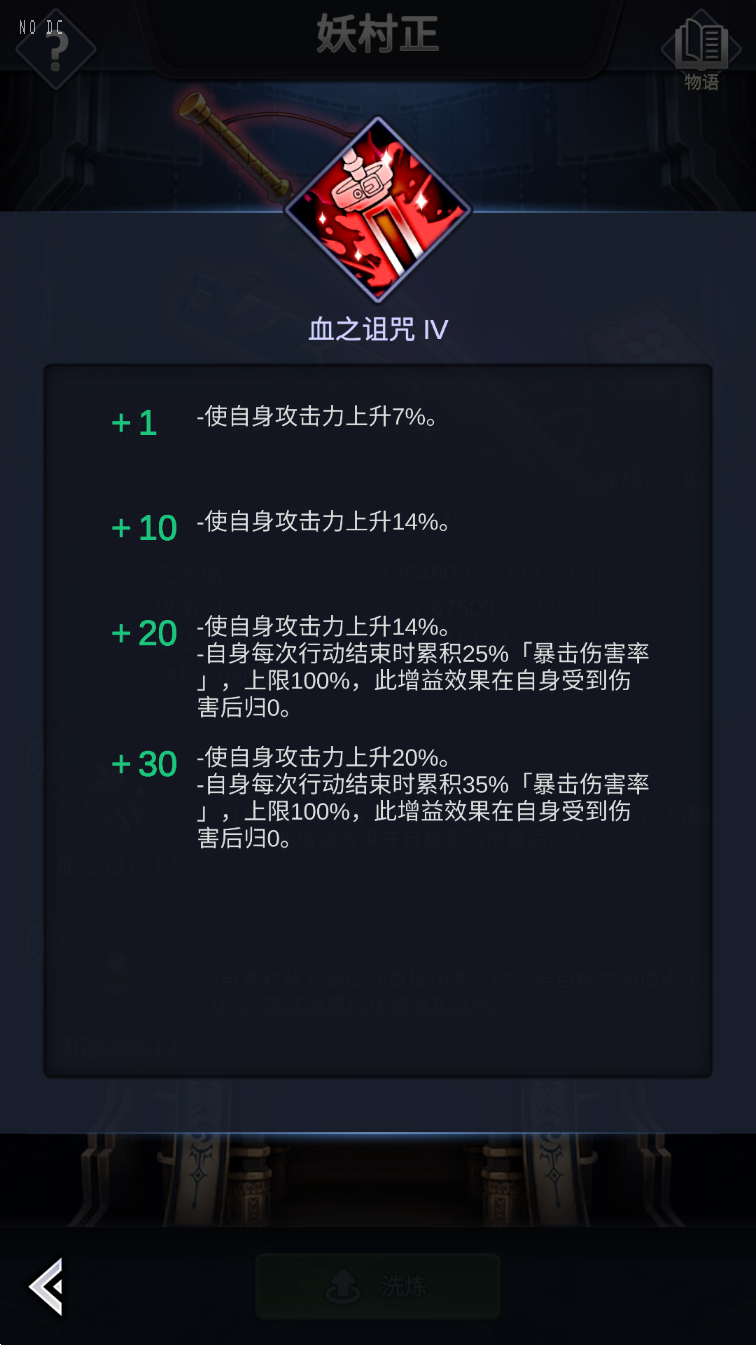 NO DC
?
妖村正
物语
血之诅咒 IV
+1
-使自身攻击力上升7%。
+10
-使自身攻击力上升14%。
+20
-使自身攻击力上升14%。
-自身每次行动结束时累积25%「暴击伤害率
」，上限100%，此增益效果在自身受到伤
害后归0。
+30
-使自身攻击力上升20%。
-自身每次行动结束时累积35%「暴击伤害率
」，上限100%，此增益效果在自身受到伤
害后归0。
洗炼